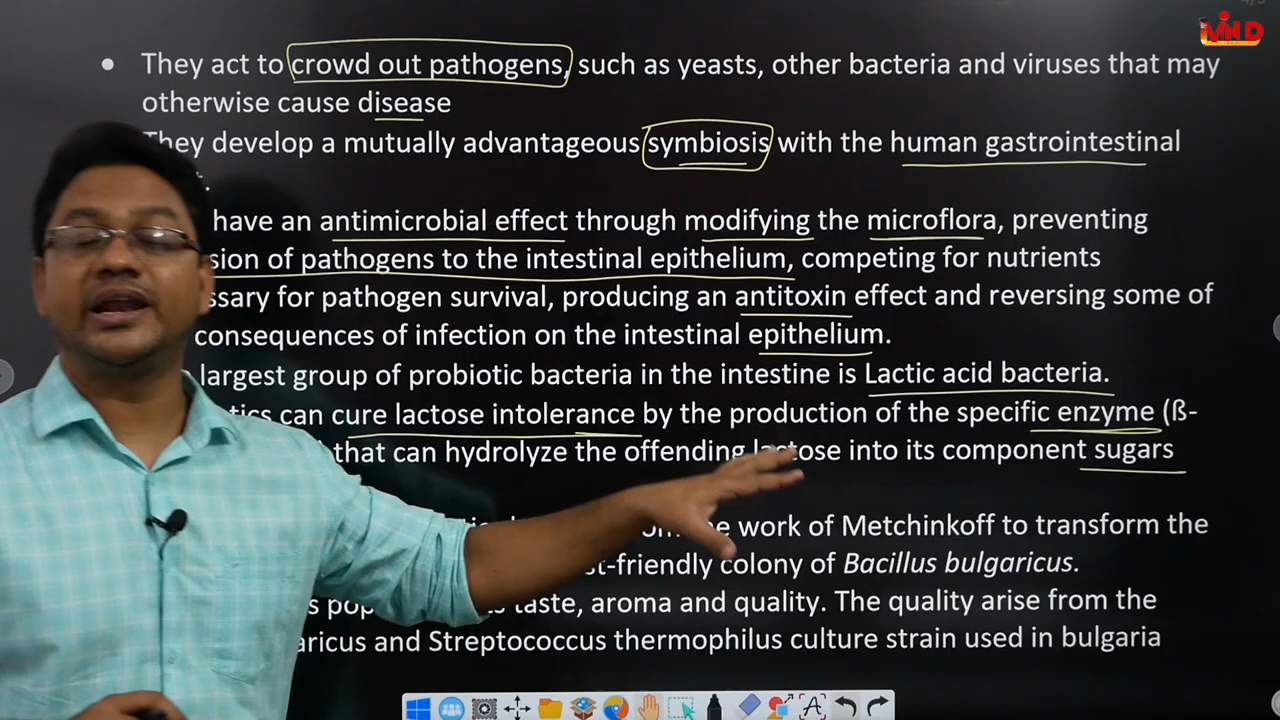 MIND
They act to crowd out pathogens, such as yeasts, other bacteria and viruses that may
otherwise cause disease
They develop a mutually advantageous symbiosis with the human gastrointestinal
have an antimicrobial effect through modifying the microflora, preventing
sion of pathogens to the intestinal epithelium, competing for nutrients
ssary for pathogen survival, producing an antitoxin effect and reversing some of
consequences of infection on the intestinal epithelium.
largest group of probiotic bacteria in the intestine is Lactic acid bacteria.
tics can cure lactose intolerance by the production of the specific enzyme (ß-
that can hydrolyze the offending lactose into its component sugars
work of Metchinkoff to transform the
st-friendly colony of Bacillus bulgaricus.
taste, aroma and quality. The quality arise from the
aricus and Streptococcus thermophilus culture strain used in bulgaria